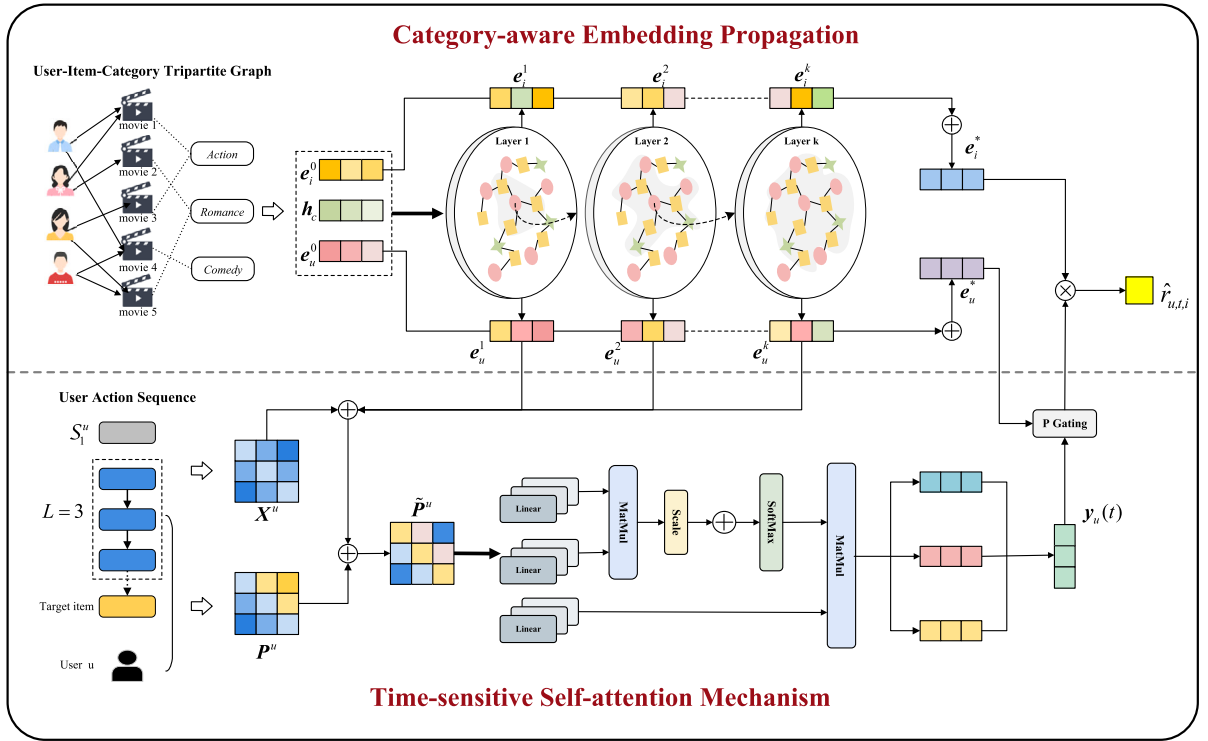 Category-aware Embedding Propagation
User-Item-Category Tripartite Graph
movie 1
movie 2
movie 3
movie 4
movie 5
Action
Romance
Comedy
e_i^0
h_c
e_u^0
e_i^1
e_i^2
e_i^k
Layer 1
Layer 2
Layer k
e_u^1
e_u^2
e_u^k
e_i^*
e_u^*
r̂_{u,t,i}
User Action Sequence
S_1^u
L = 3
Target item
User u
X^u
P^u
P̃^u
Linear
Linear
Linear
MatMul
Scale
SoftMax
MatMul
P Gating
y_u(t)
Time-sensitive Self-attention Mechanism